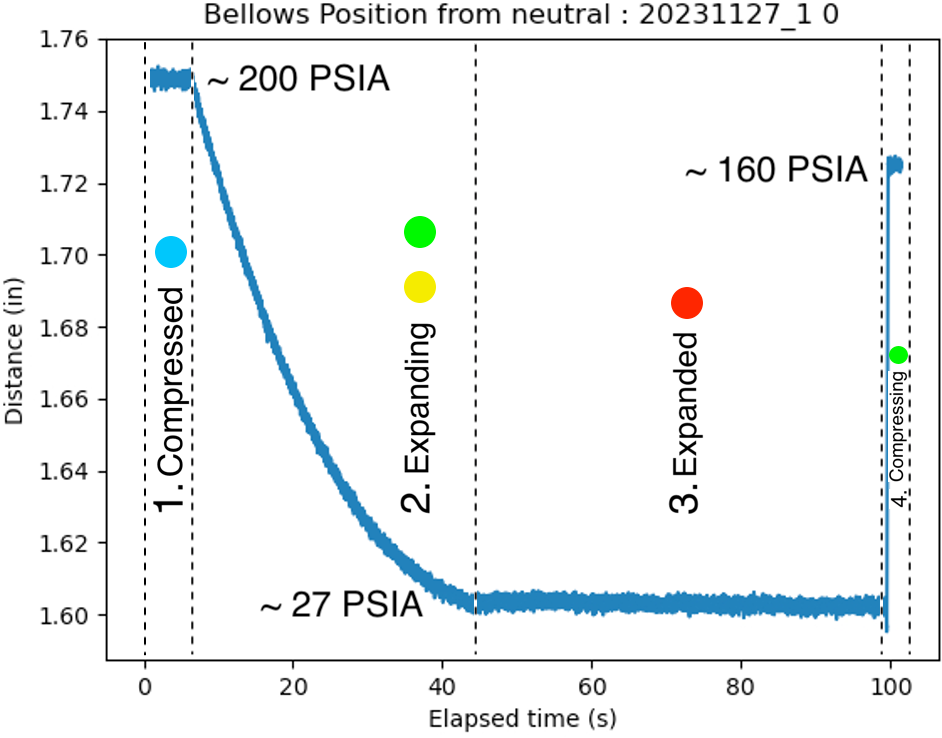 Bellows Position from neutral : 20231127_1 0
1.76
1.74
1.72
1.70
1.68
1.66
1.64
1.62
1.60
Distance (in)
~ 200 PSIA
~ 160 PSIA
~ 27 PSIA
1. Compressed
2. Expanding
3. Expanded
4. Compressing
0
20
40
60
80
100
Elapsed time (s)